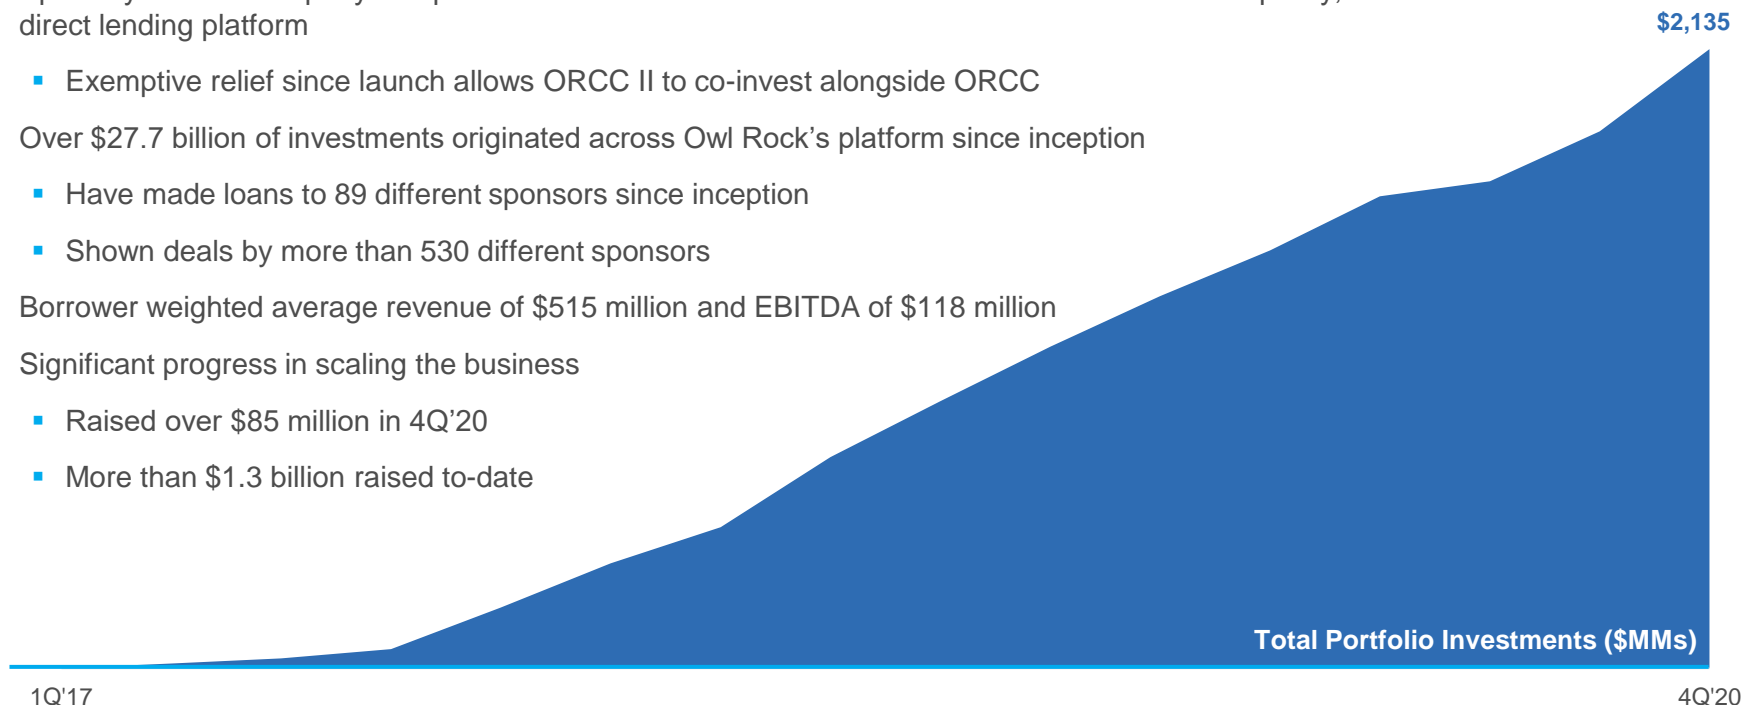 direct lending platform
$2,135
▪ Exemptive relief since launch allows ORCC II to co-invest alongside ORCC
Over $27.7 billion of investments originated across Owl Rock’s platform since inception
▪ Have made loans to 89 different sponsors since inception
▪ Shown deals by more than 530 different sponsors
Borrower weighted average revenue of $515 million and EBITDA of $118 million
Significant progress in scaling the business
▪ Raised over $85 million in 4Q’20
▪ More than $1.3 billion raised to-date
Total Portfolio Investments ($MMs)
1Q'17
4Q'20